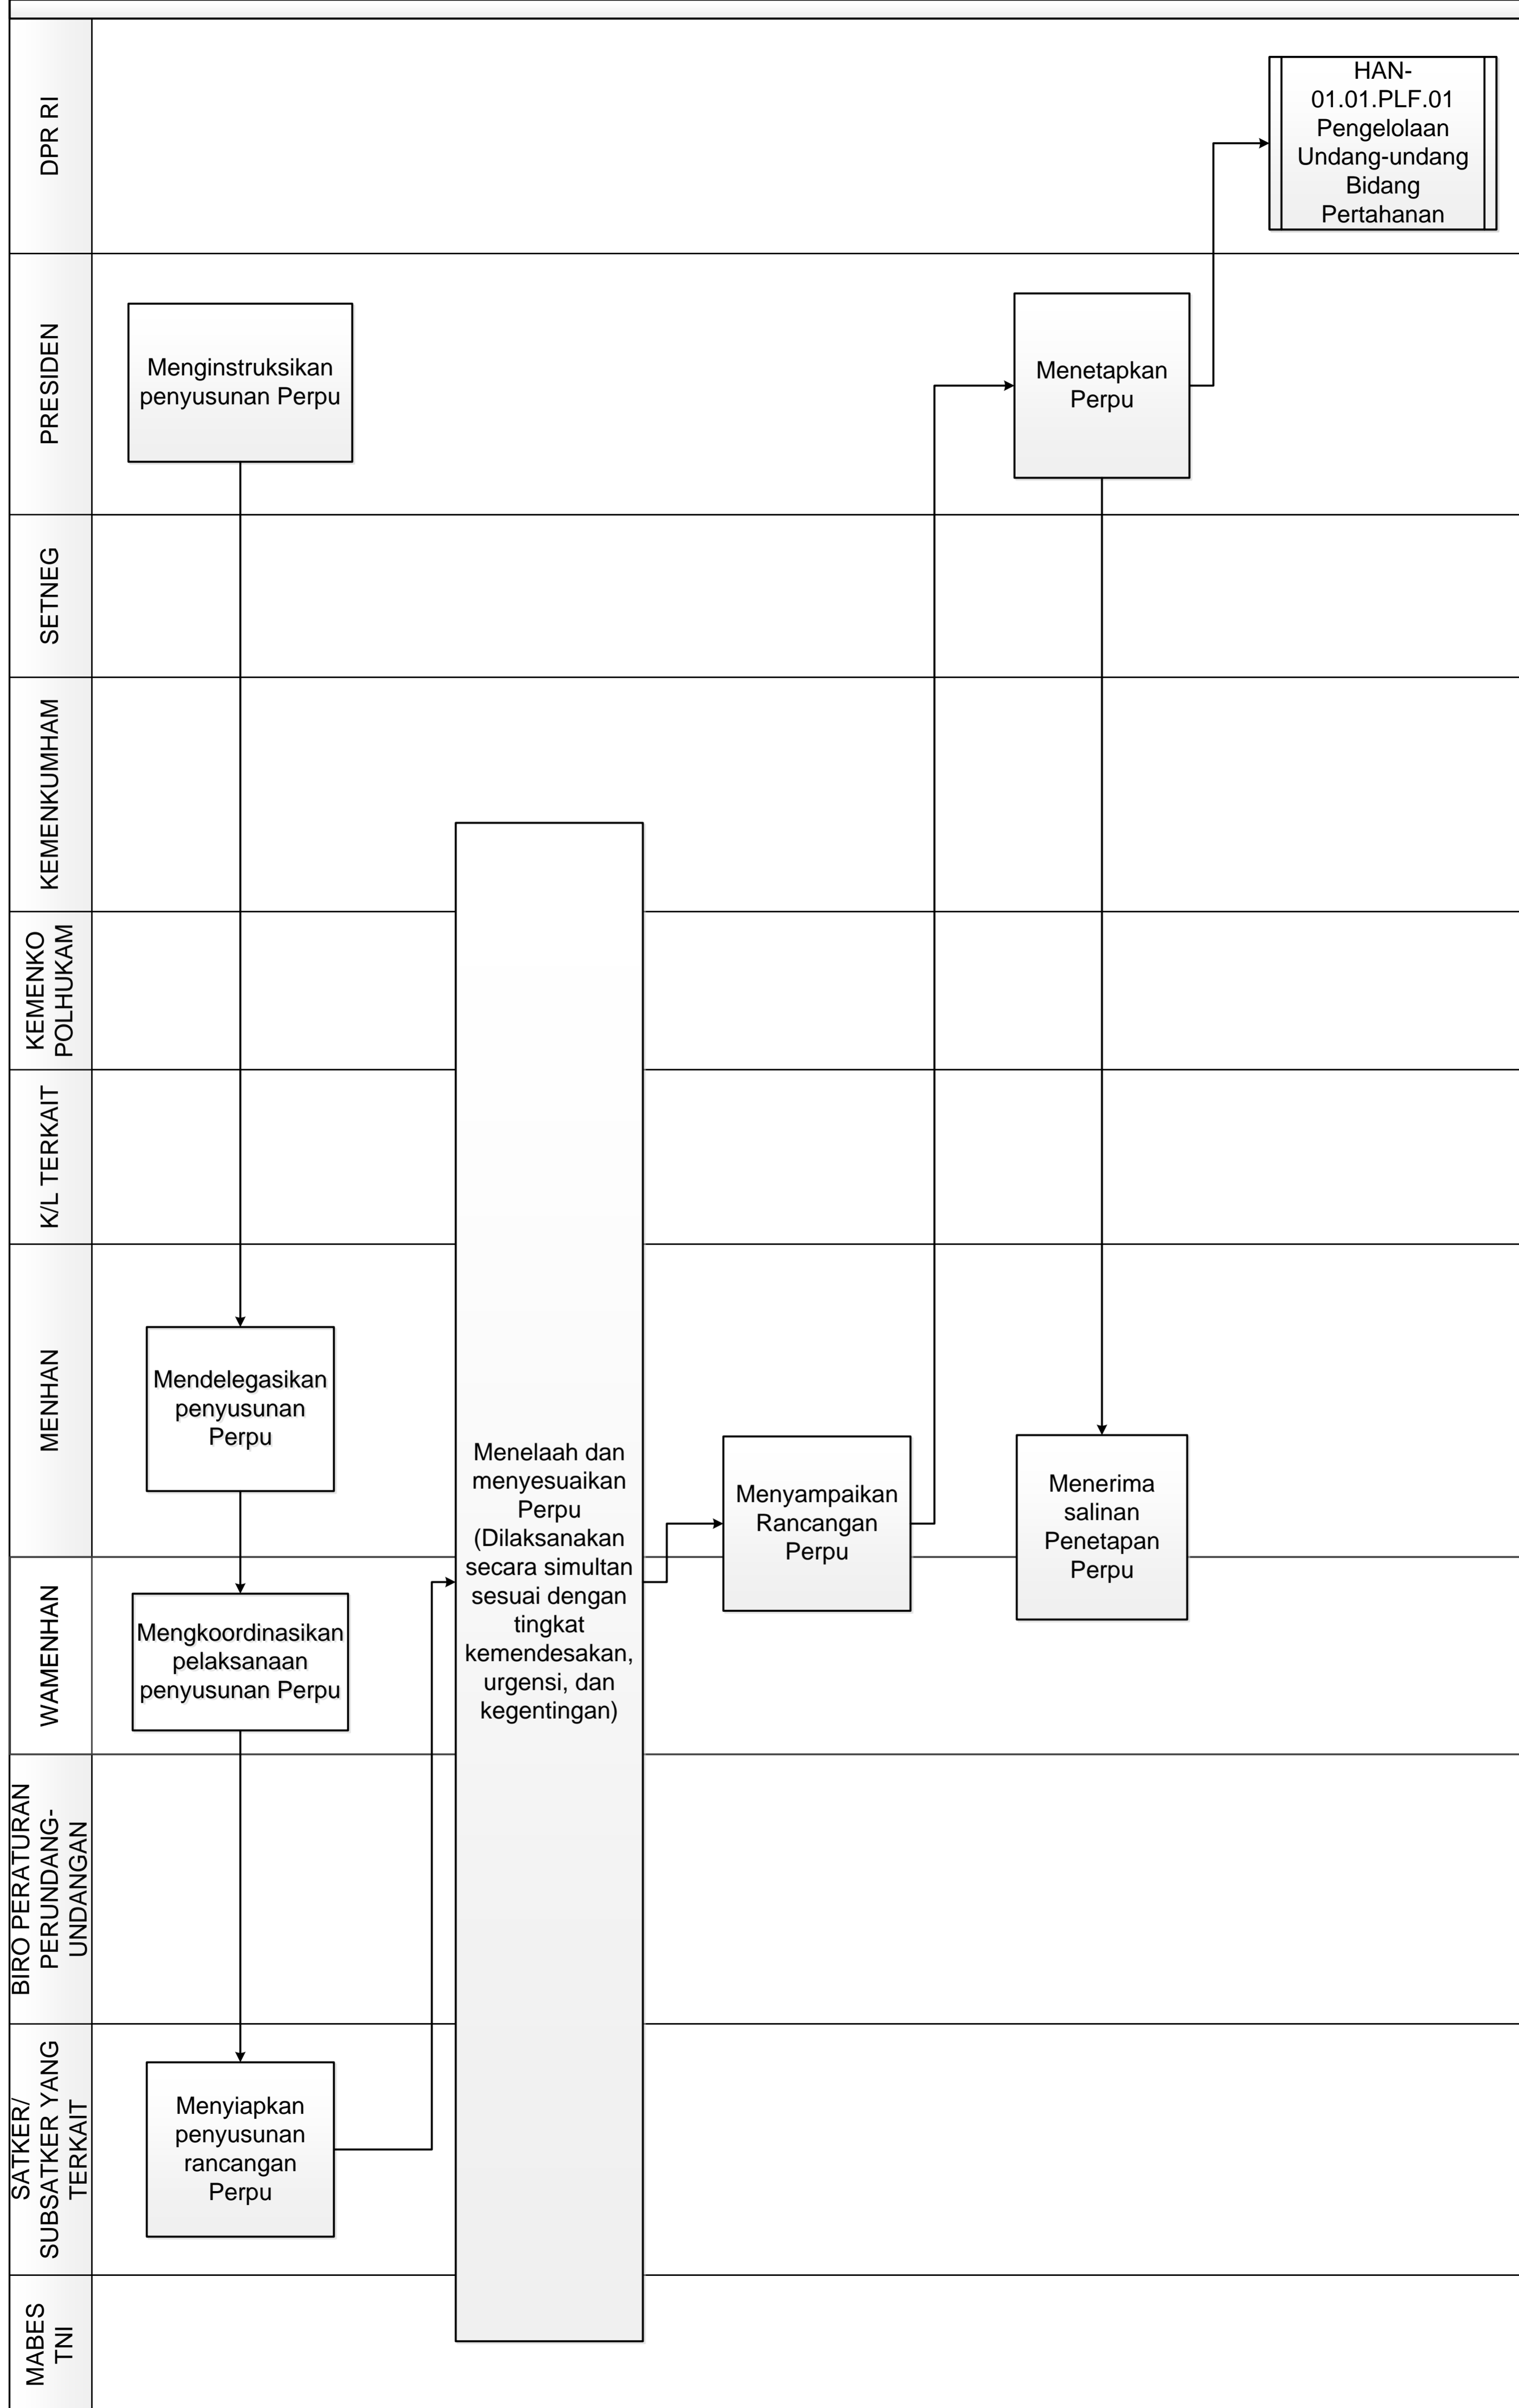 DPR RI
HAN-
01.01.PLF.01
Pengelolaan
Undang-undang
Bidang
Pertahanan
PRESIDEN
Menginstruksikan
penyusunan Perpu
Menetapkan
Perpu
SETNEG
KEMENKUMHAM
KEMENKO
POLHUKAM
K/L TERKAIT
MENHAN
Mendelegasikan
penyusunan
Perpu
Menelaah dan
menyesuaikan
Perpu
(Dilaksanakan
secara simultan
sesuai dengan
tingkat
kemendesakan,
urgensi, dan
kegentingan)
Menyampaikan
Rancangan
Perpu
Menerima
salinan
Penetapan
Perpu
WAMENHAN
Mengkoordinasikan
pelaksanaan
penyusunan Perpu
BIRO PERATURAN
PERUNDANG-
UNDANGAN
SATKER/
SUBSATKER YANG
TERKAIT
Menyiapkan
penyusunan
rancangan
Perpu
MABES
TNI